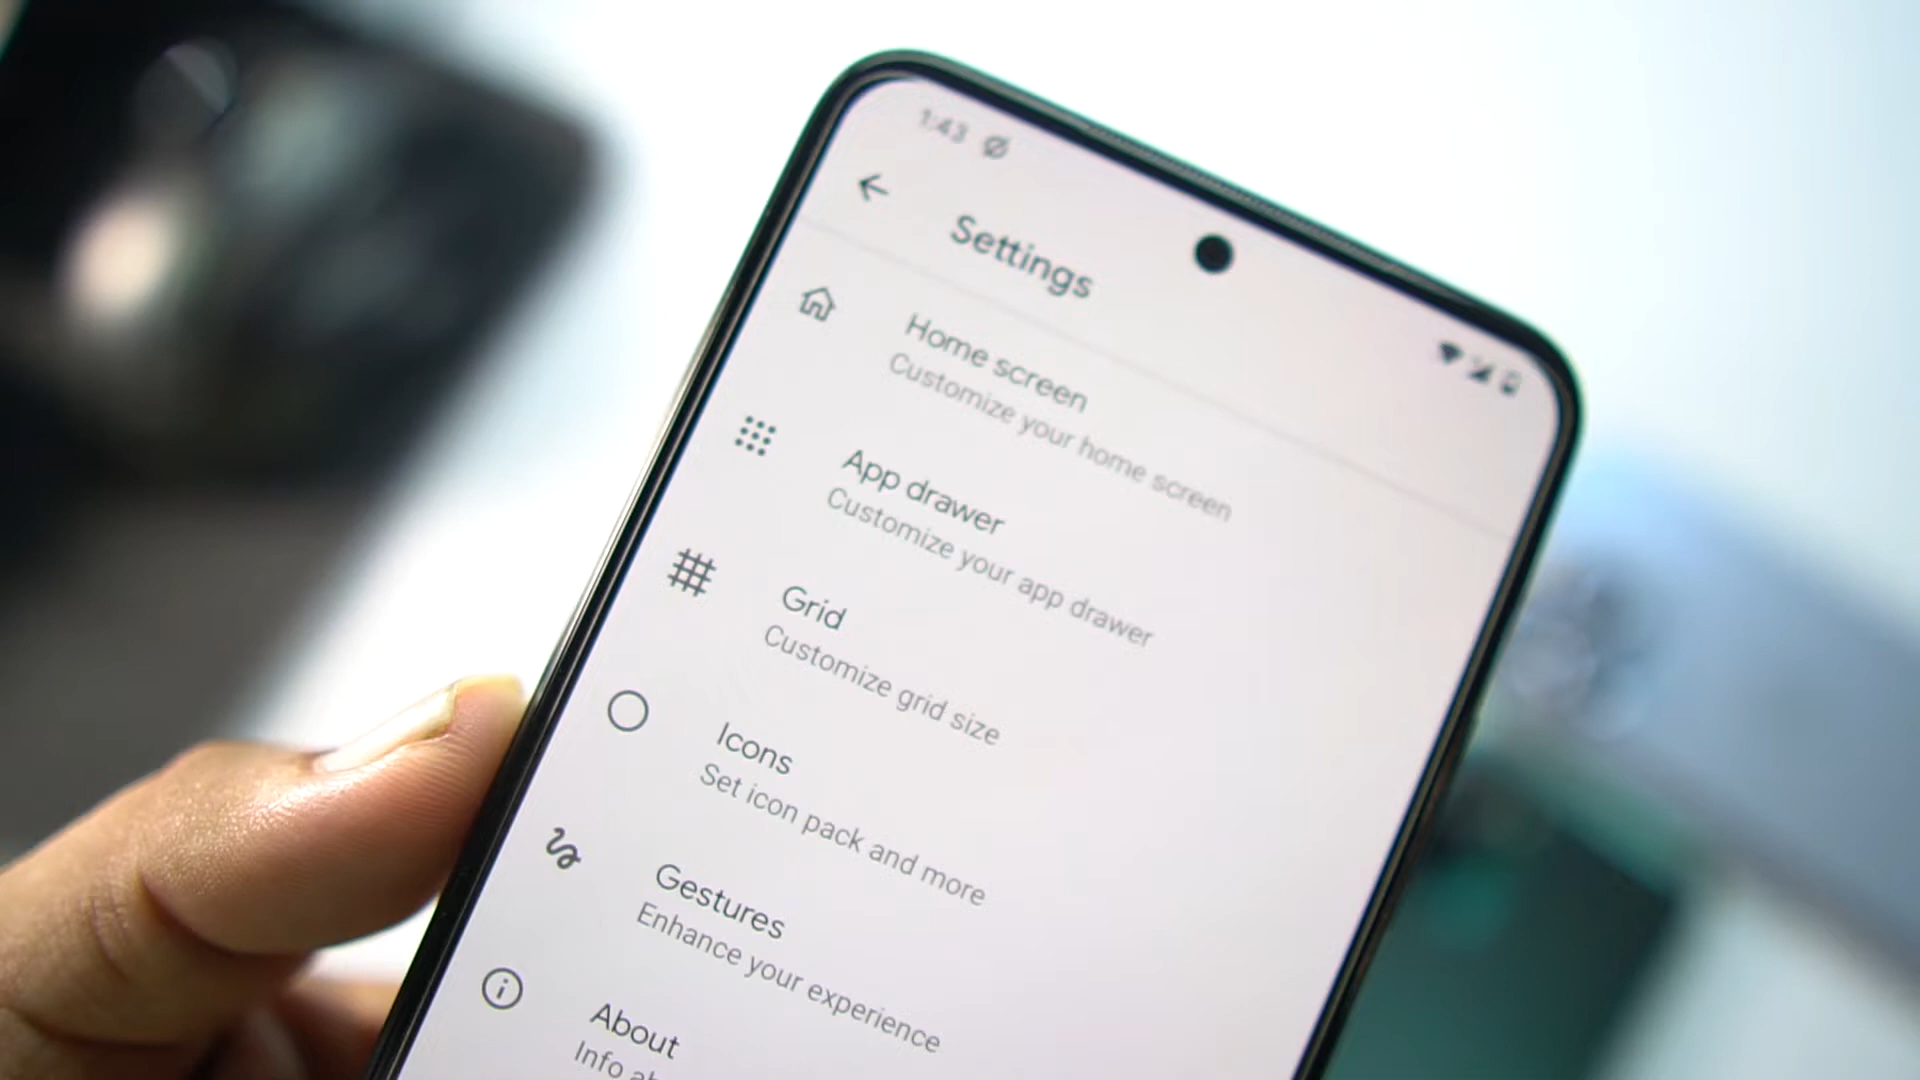 1:43
Settings
Home screen
Customize your home screen
App drawer
Customize your app drawer
Grid
Customize grid size
Icons
Set icon pack and more
Gestures
Enhance your experience
About
Info